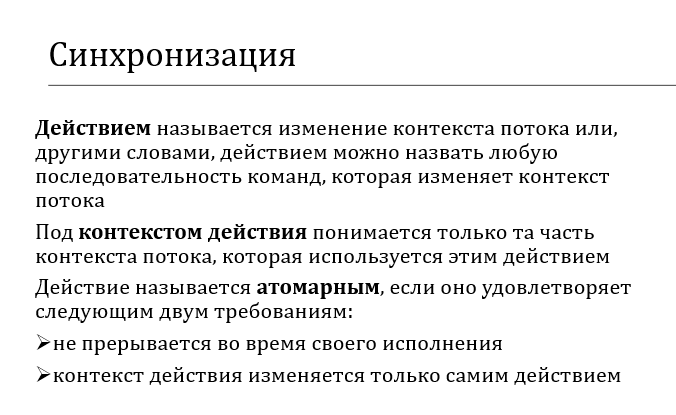 Синхронизация
Действием называется изменение контекста потока или,
другими словами, действием можно назвать любую
последовательность команд, которая изменяет контекст
потока
Под контекстом действия понимается только та часть
контекста потока, которая используется этим действием
Действие называется атомарным, если оно удовлетворяет
следующим двум требованиям:
➢не прерывается во время своего исполнения
➢контекст действия изменяется только самим действием